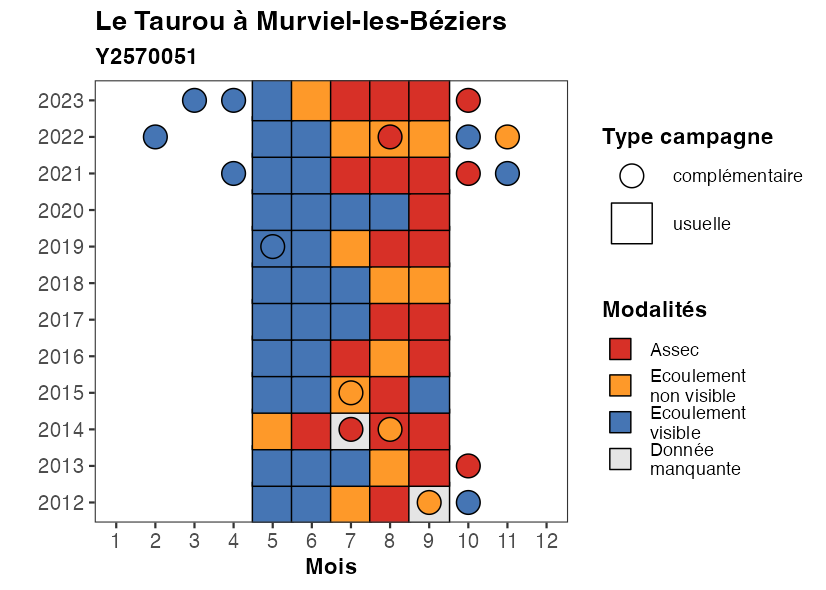 Le Taurou à Murviel-les-Béziers
Y2570051
2023
2022
2021
2020
2019
2018
2017
2016
2015
2014
2013
2012
1 2 3 4 5 6 7 8 9 10 11 12
Mois
Type campagne
complémentaire
usuelle
Modalités
Assec
Ecoulement
non visible
Ecoulement
visible
Donnée
manquante